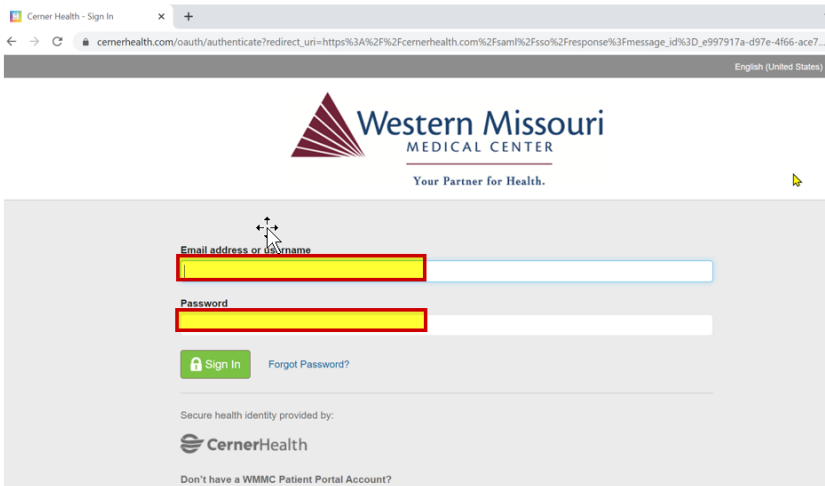 Cerner Health - Sign In
cernerhealth.com/oauth/authenticate?redirect_uri=https%3A%2F%2Fcernerhealth.com%2Fsaml%2Fsso%2Fresponse%3Fmessage_id%3D_e997917a-d97e-4f66-ace7...
English (United States)
Western Missouri
MEDICAL CENTER
Your Partner for Health.
Email address or username
Password
Sign In Forgot Password?
Secure health identity provided by:
CernerHealth
Don't have a WMMC Patient Portal Account?